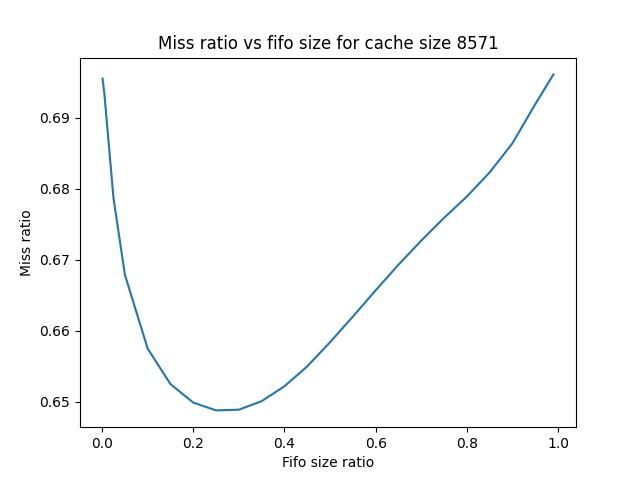 Miss ratio vs fifo size for cache size 8571
0.69
0.68
0.67
0.66
0.65
Miss ratio
0.0 0.2 0.4 0.6 0.8 1.0
Fifo size ratio